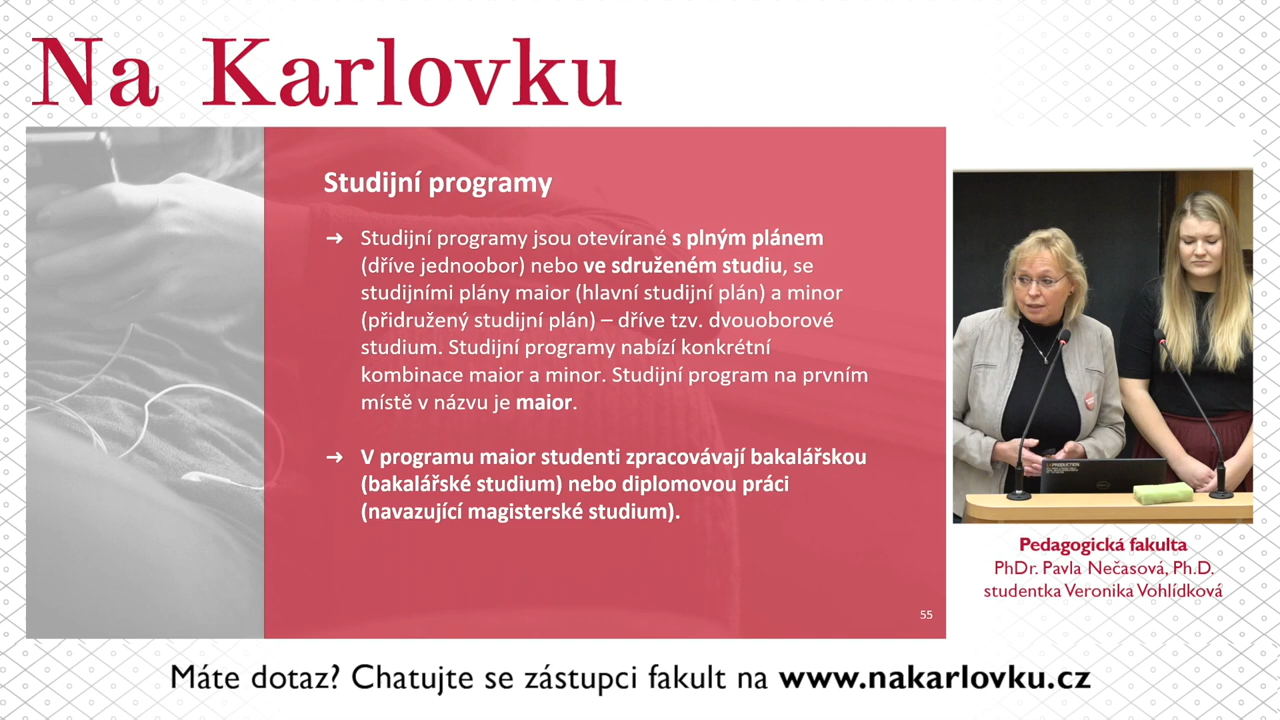 Na Karlovku
Studijní programy
→ Studijní programy jsou otevírané s plným plánem
(dříve jednoobor) nebo ve sdruženém studiu, se
studijními plány maior (hlavní studijní plán) a minor
(přidružený studijní plán) – dříve tzv. dvouoborové
studium. Studijní programy nabízí konkrétní
kombinace maior a minor. Studijní program na prvním
místě v názvu je maior.
→ V programu maior studenti zpracovávají bakalářskou
(bakalářské studium) nebo diplomovou práci
(navazující magisterské studium).
55
Pedagogická fakulta
PhDr. Pavla Nečasová, Ph.D.
studentka Veronika Vohlídková
Máte dotaz? Chatujte se zástupci fakult na www.nakarlovku.cz